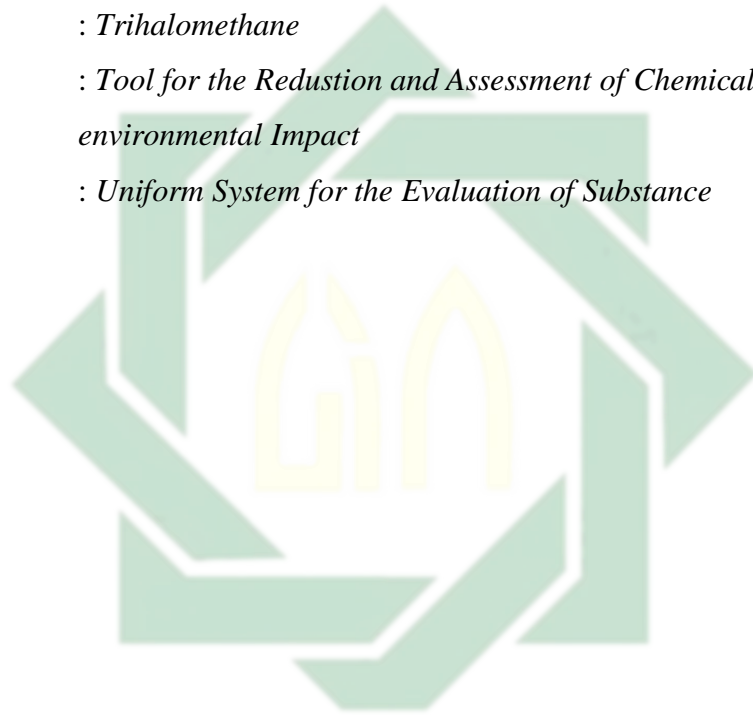 : Trihalomethane
: Tool for the Redustion and Assessment of Chemical
environmental Impact
: Uniform System for the Evaluation of Substance